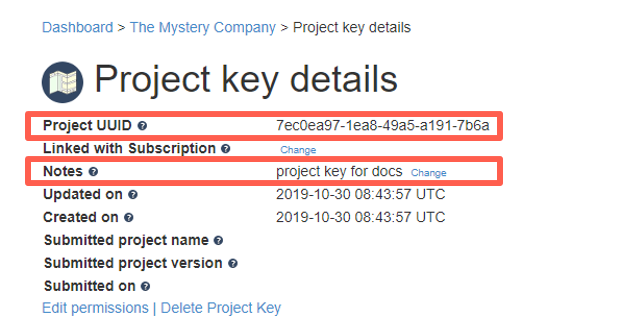 Dashboard > The Mystery Company > Project key details
Project key details
Project UUID ? 7ec0ea97-1ea8-49a5-a191-7b6a
Linked with Subscription ? Change
Notes ? project key for docs Change
Updated on ? 2019-10-30 08:43:57 UTC
Created on ? 2019-10-30 08:43:57 UTC
Submitted project name ?
Submitted project version ?
Submitted on ?
Edit permissions | Delete Project Key